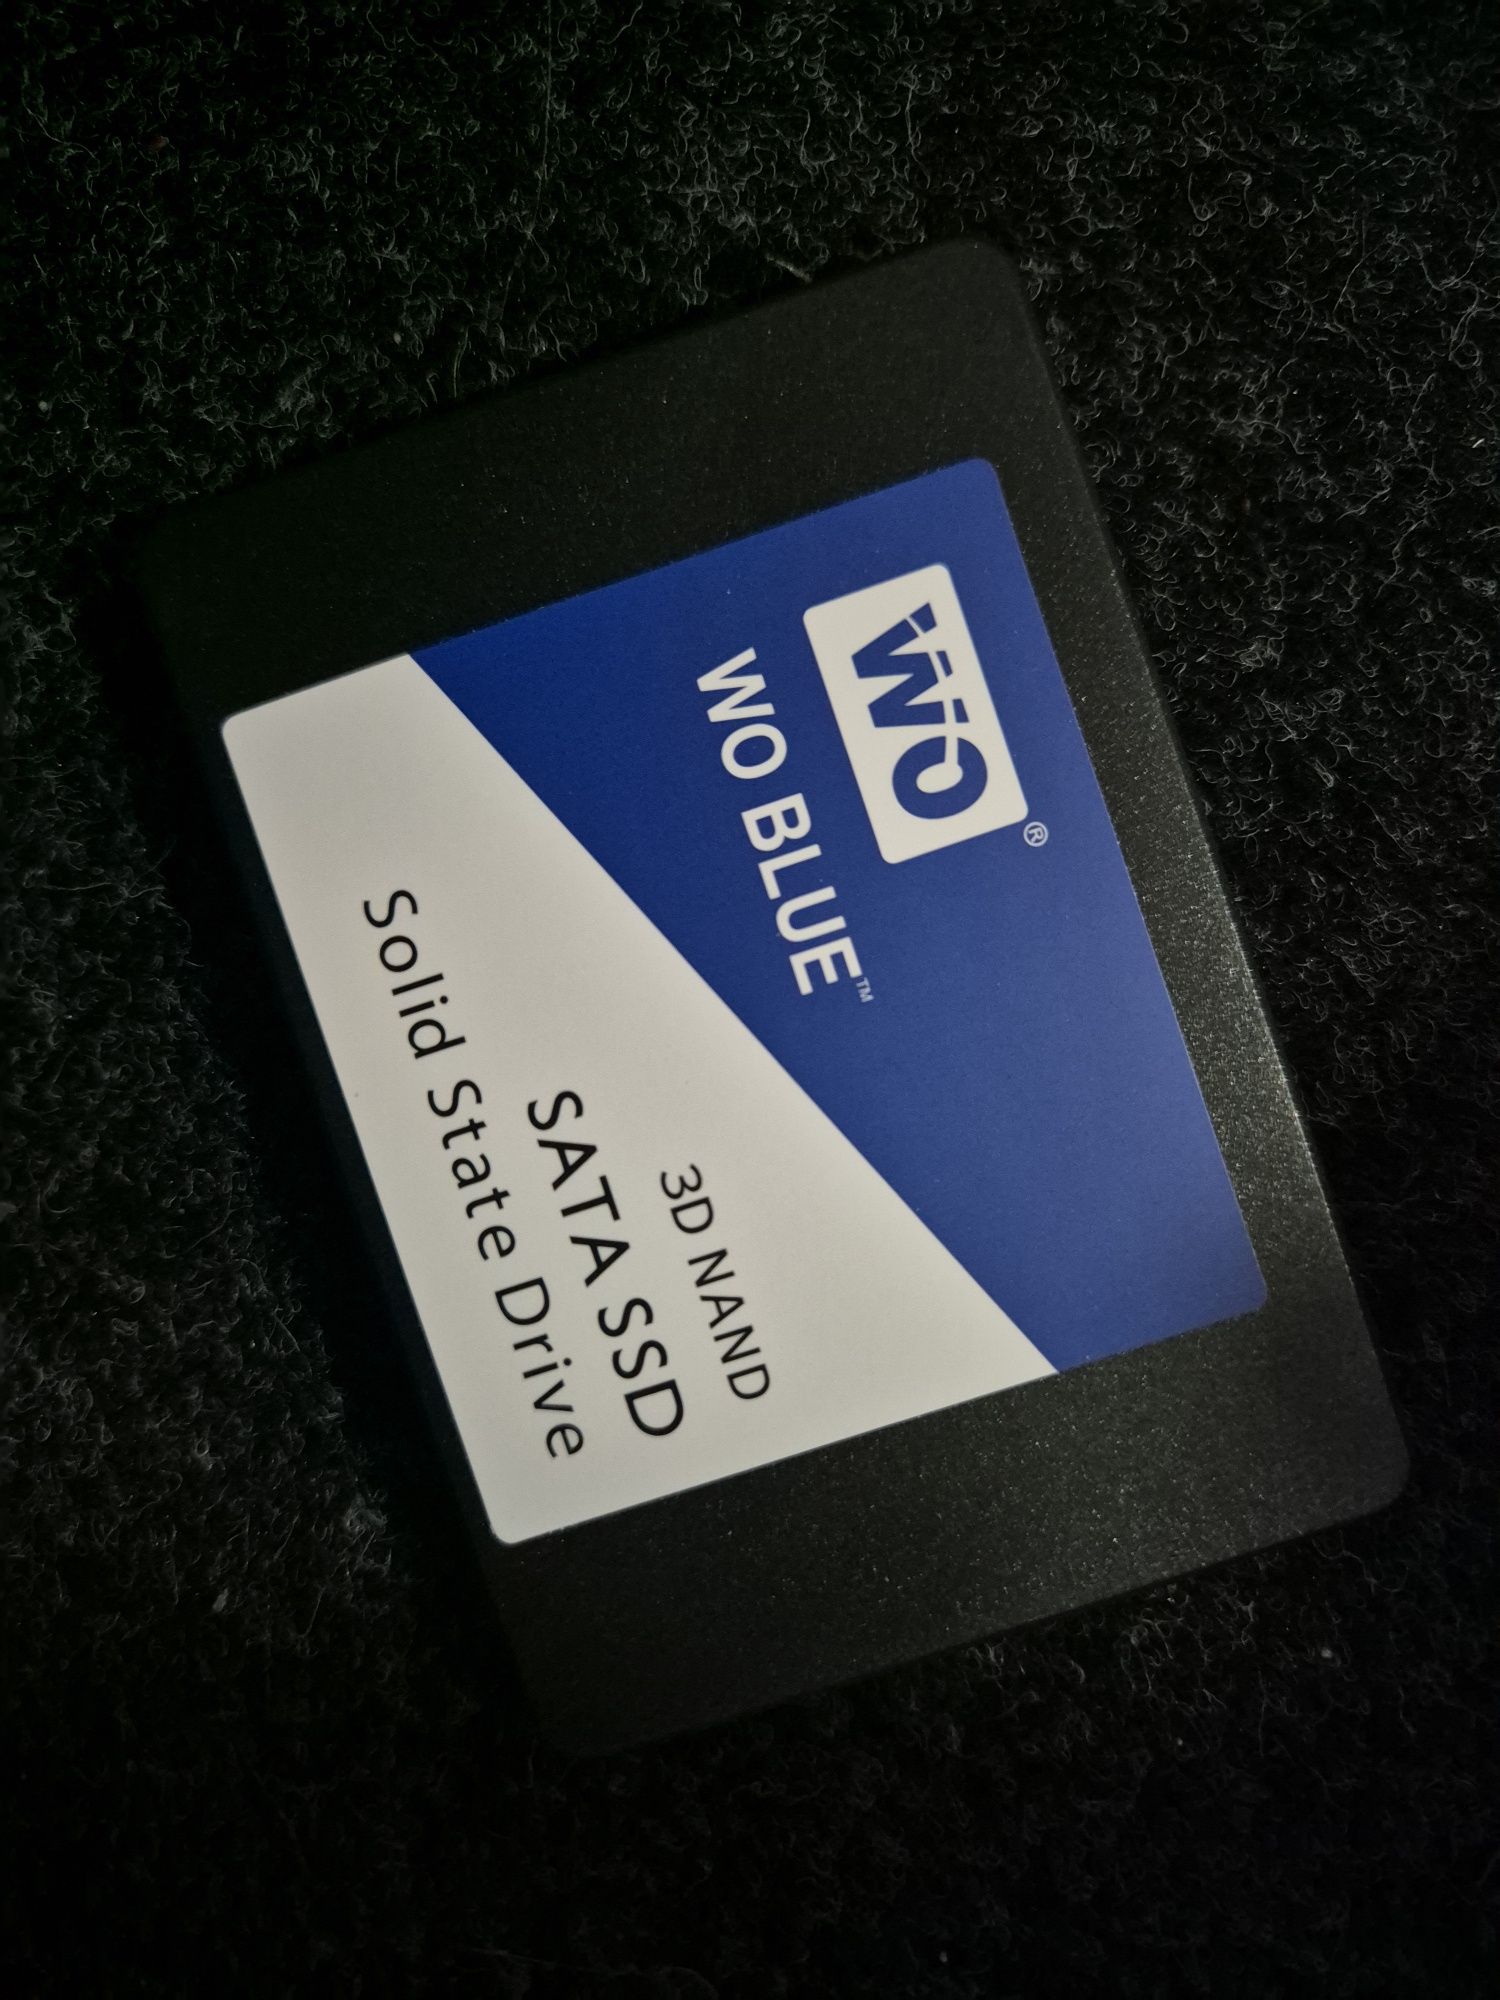 WO®
WO BLUE™
3D NAND
SATA SSD
Solid State Drive